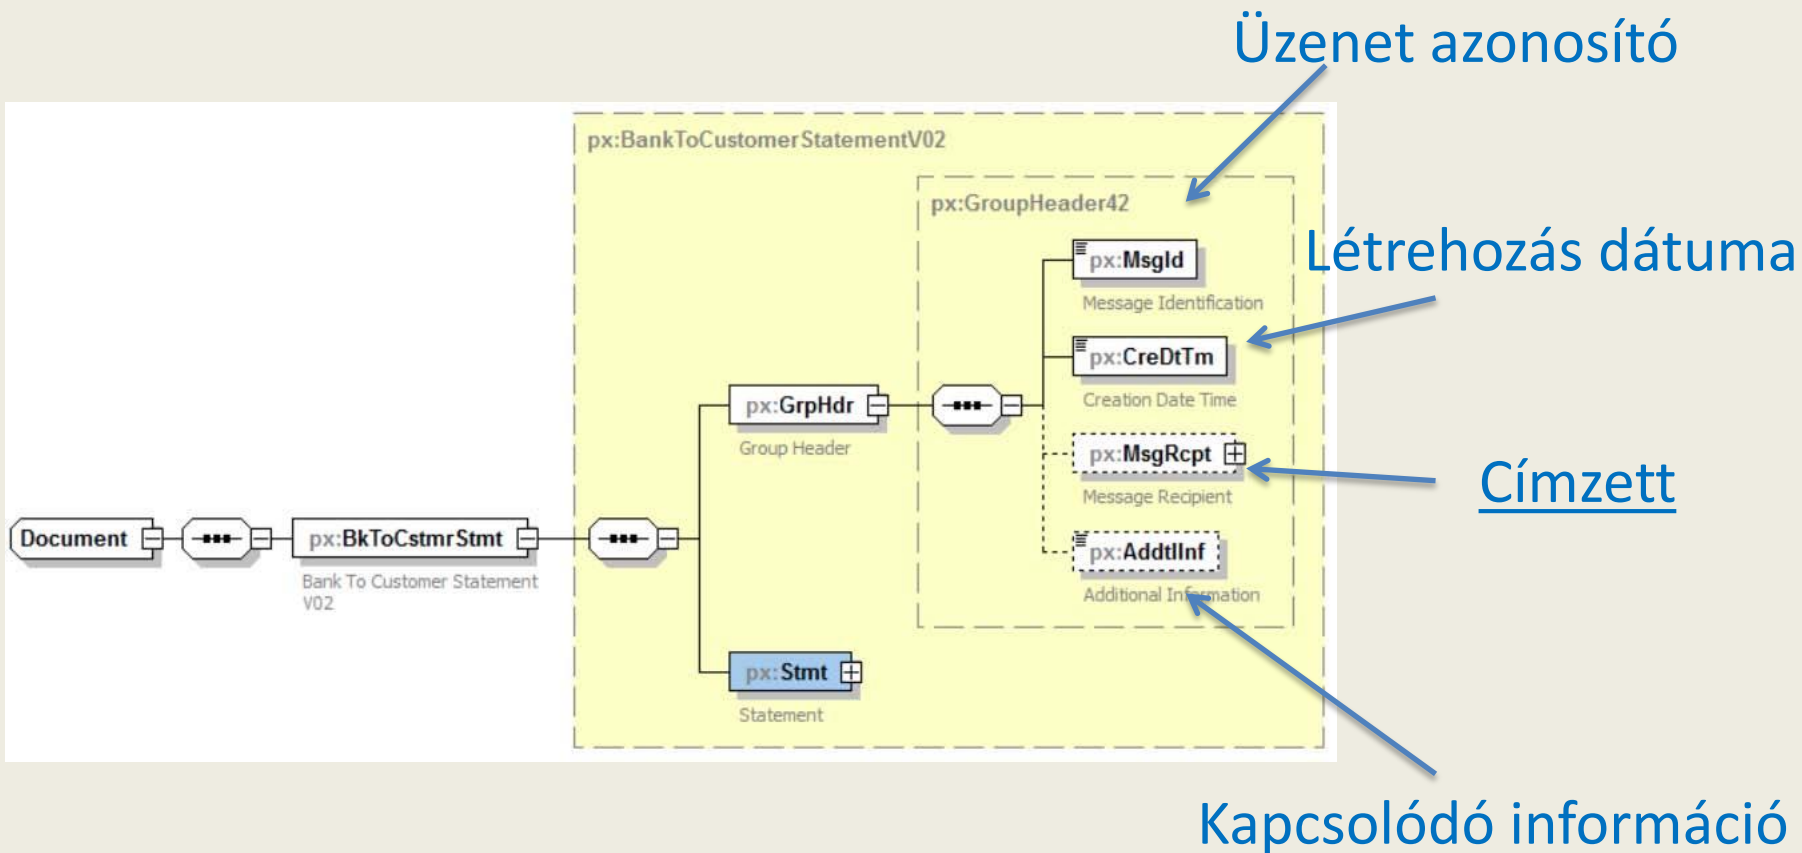 Üzenet azonosító
px:BankToCustomerStatementV02
px:GroupHeader42
px:MsgId
Message Identification
Létrehozás dátuma
px:CreDtTm
Creation Date Time
px:GrpHdr
Group Header
px:MsgRcpt
Message Recipient
Címzett
Document
px:BkToCstmrStmt
Bank To Customer Statement
V02
px:AddtlInf
Additional Information
px:Stmt
Statement
Kapcsolódó információ